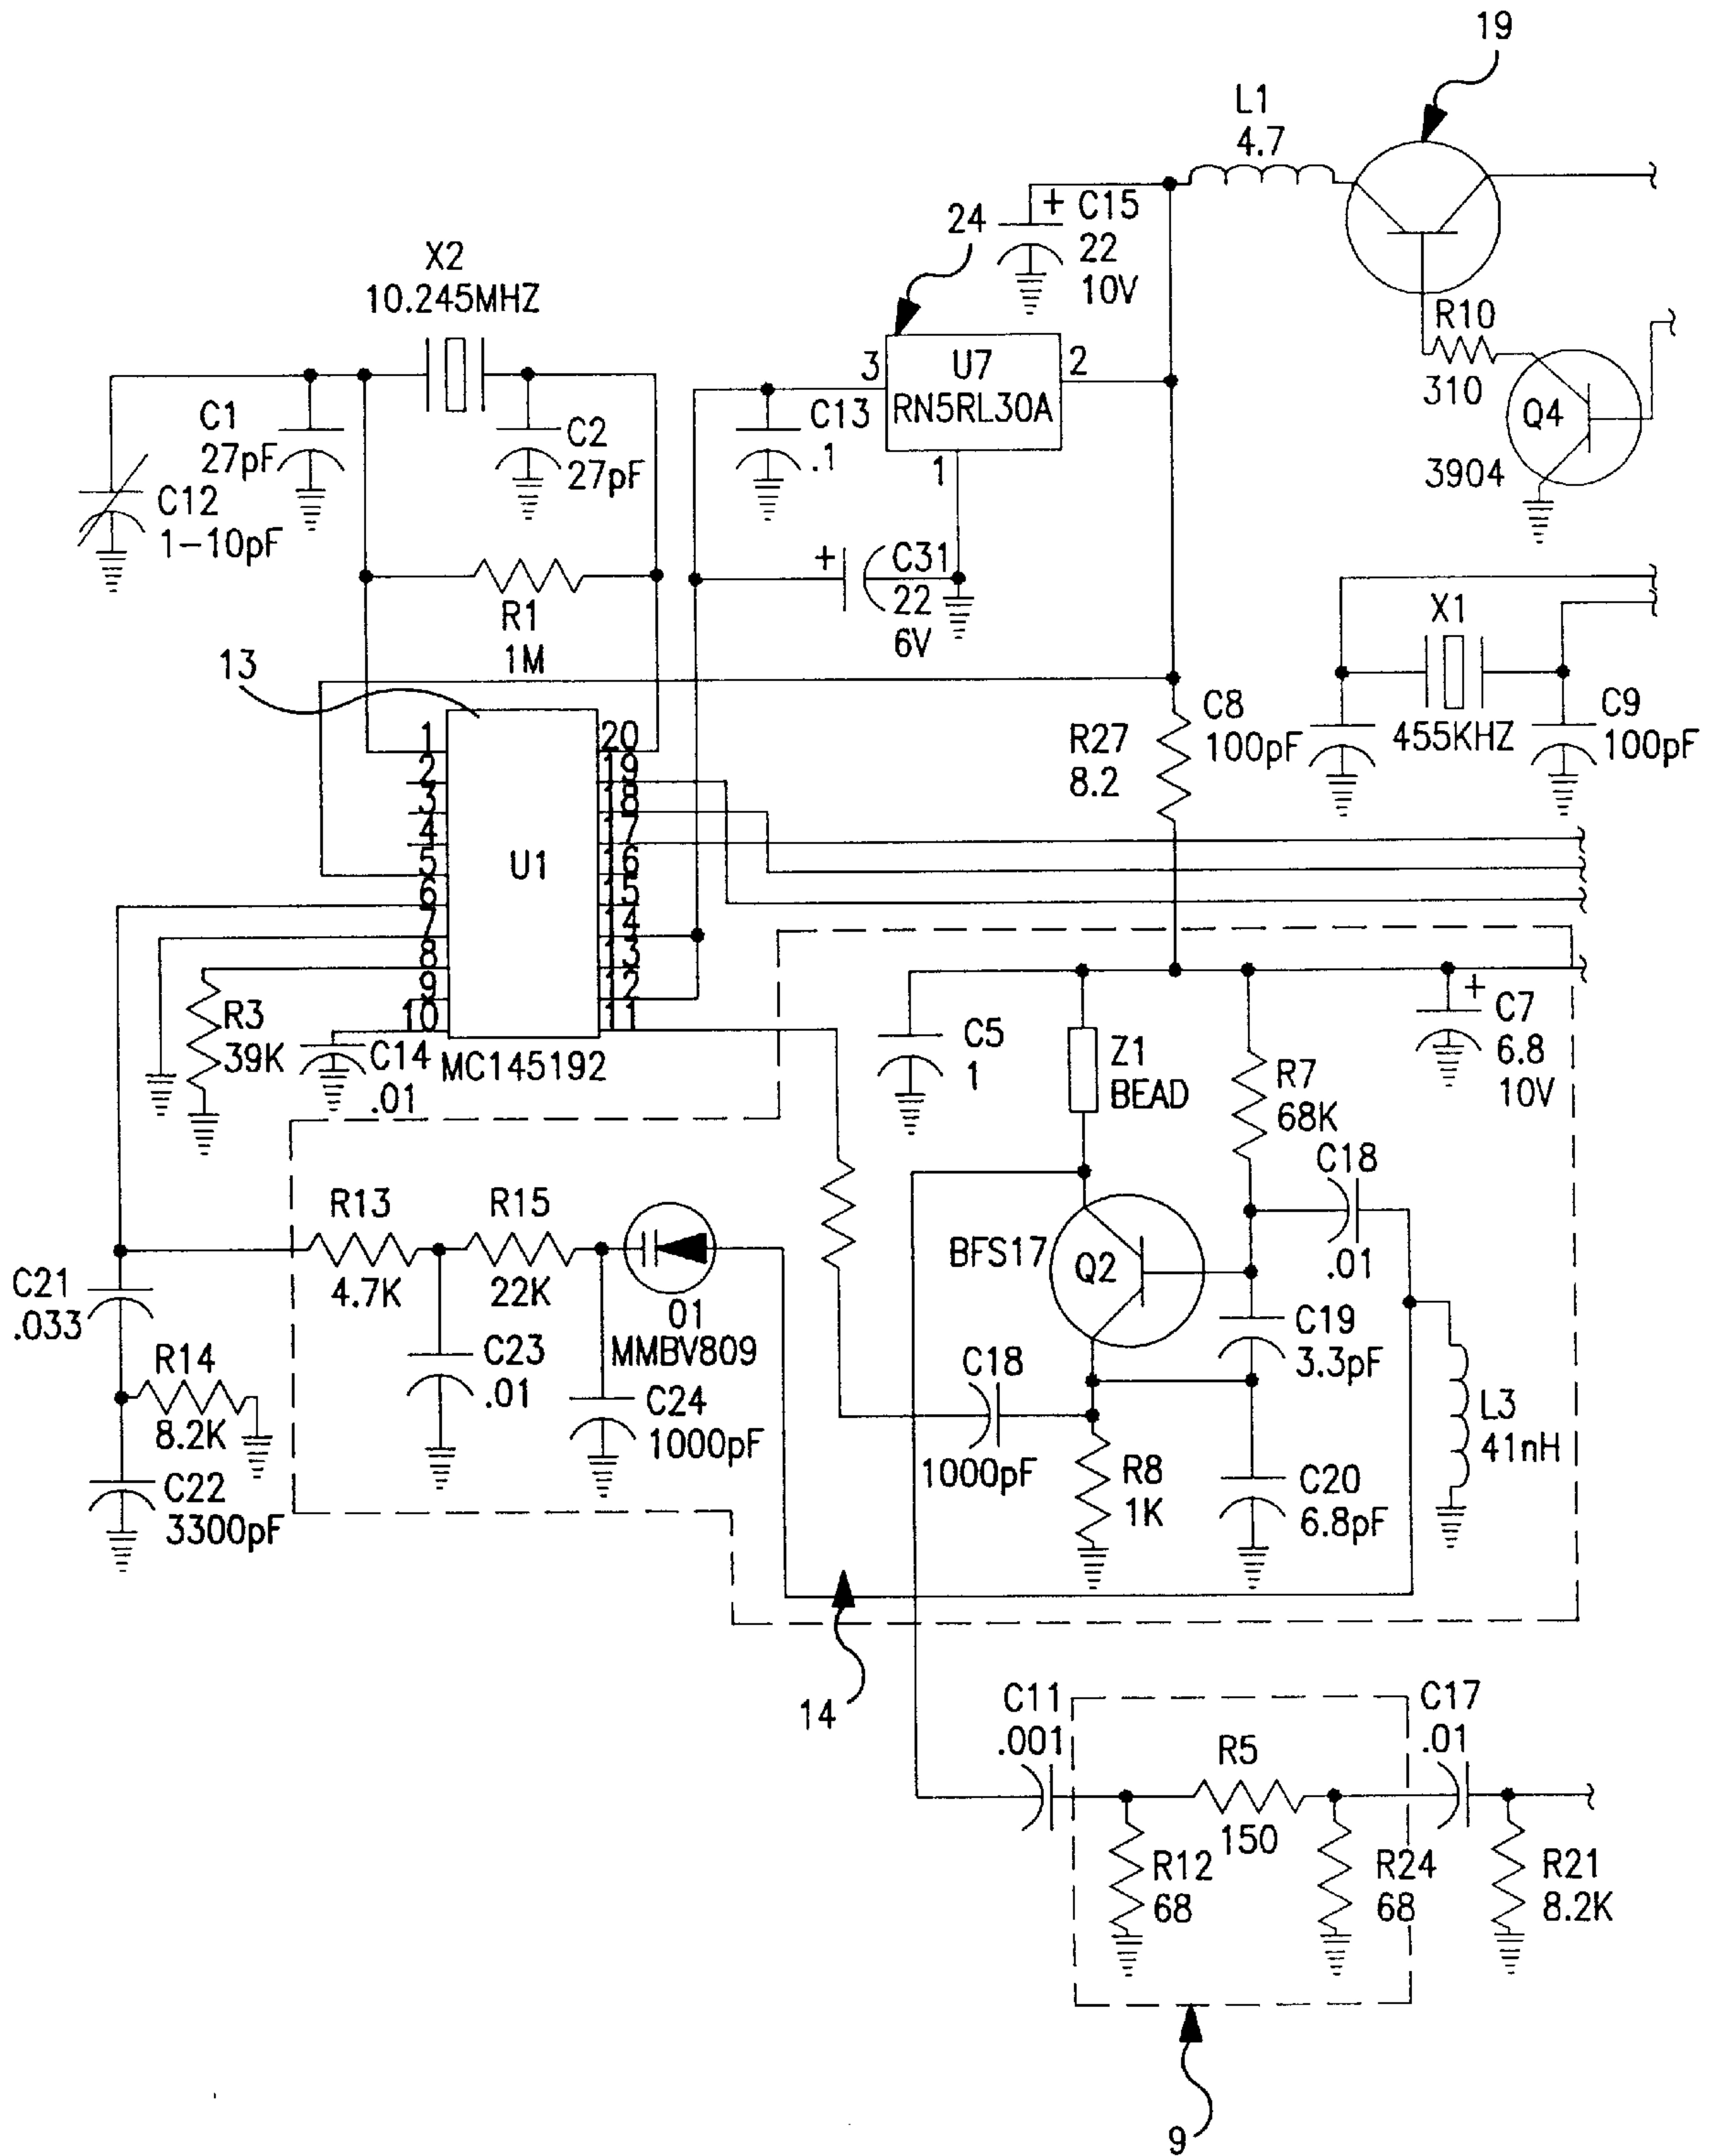 19
L1
4.7
24
C15
22
10V
X2
10.245MHZ
R10
310
3
U7
2
RN5RL30A
1
C13
.1
Q4
3904
C1
27pF
C2
27pF
C12
1-10pF
C31
22
6V
R1
1M
X1
455KHZ
C8
100pF
C9
100pF
13
R27
8.2
1
2
3
4
5
6
7
8
9
10
U1
20
19
18
17
16
15
14
13
12
11
MC145192
R3
39K
C14
.01
C5
1
Z1
BEAD
R7
68K
C7
6.8
10V
C18
.01
R13
4.7K
R15
22K
BFS17
Q2
C21
.033
O1
MMBV809
C19
3.3pF
R14
8.2K
C23
.01
C24
1000pF
C18
1000pF
L3
41nH
C22
3300pF
R8
1K
C20
6.8pF
14
C11
.001
R5
150
C17
.01
R12
68
R24
68
R21
8.2K
9